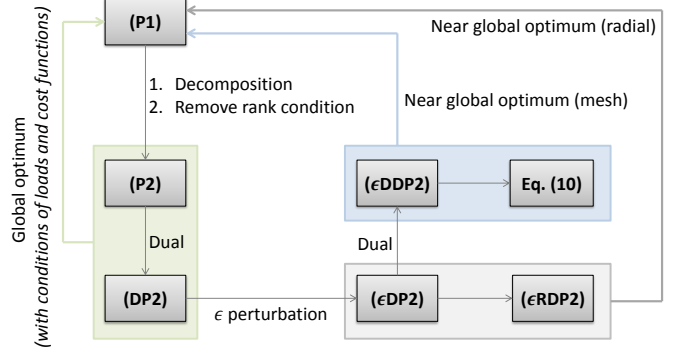 (P1)
Near global optimum (radial)
1. Decomposition
2. Remove rank condition
Near global optimum (mesh)
Global optimum
(with conditions of loads and cost functions)
(P2)
(ϵDDP2)
Eq. (10)
Dual
Dual
(DP2)
ϵ perturbation
(ϵDP2)
(ϵRDP2)